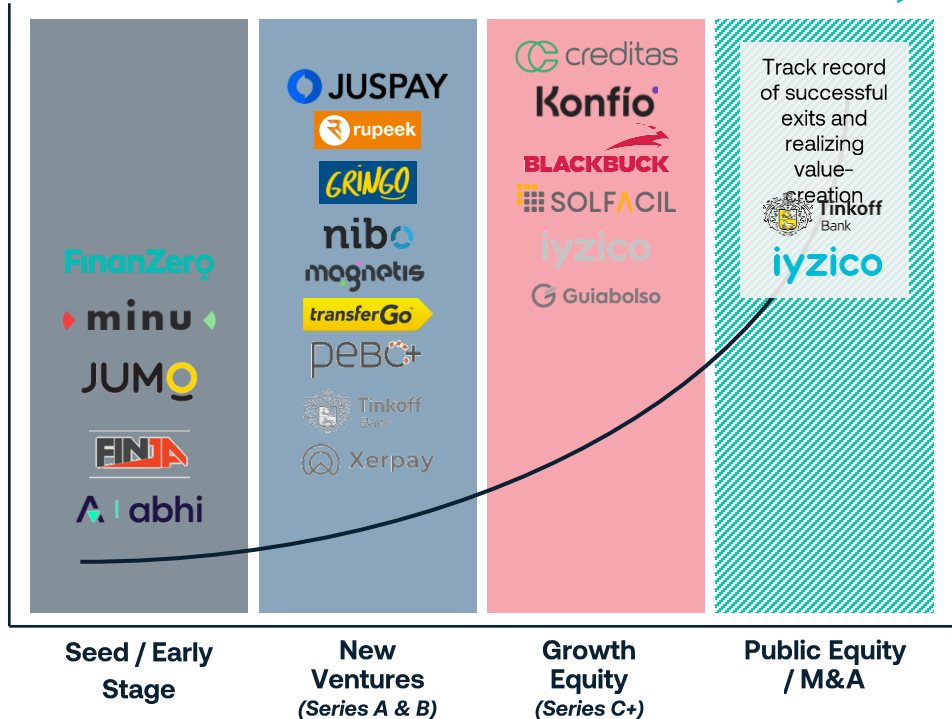 FinanZero
minu
JUMO
FINJA
abhi
JUSPAY
rupeek
GRINGO
nibo
magnetis
transferGo
Tinkoff
Bank
Xerpay
creditas
Konfío
BLACKBUCK
SOLFACIL
iyzico
Guiabolso
Track record
of successful
exits and
realizing
value-
creation
Tinkoff
Bank
iyzico
Seed / Early
Stage
New
Ventures
(Series A & B)
Growth
Equity
(Series C+)
Public Equity
/ M&A